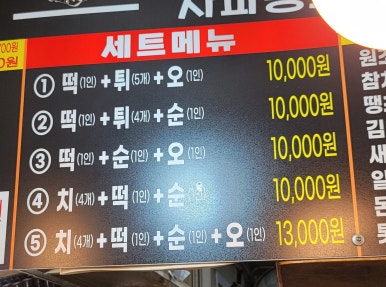 세트메뉴
① 떡(1인)+튀(5개)+오(1인) 10,000원
② 떡(1인)+튀(4개)+순(1인) 10,000원
③ 떡(1인)+순(1인)+오(1인) 10,000원
④ 치(4개)+떡(1인)+순(1인) 10,000원
⑤ 치(4개)+떡(1인)+순(1인)+오(1인) 13,000원